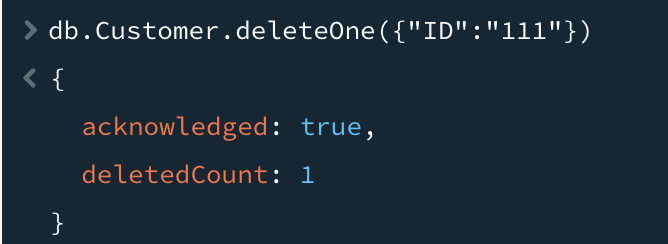 > db.Customer.deleteOne({"ID":"111"})
< {
acknowledged: true,
deletedCount: 1
}